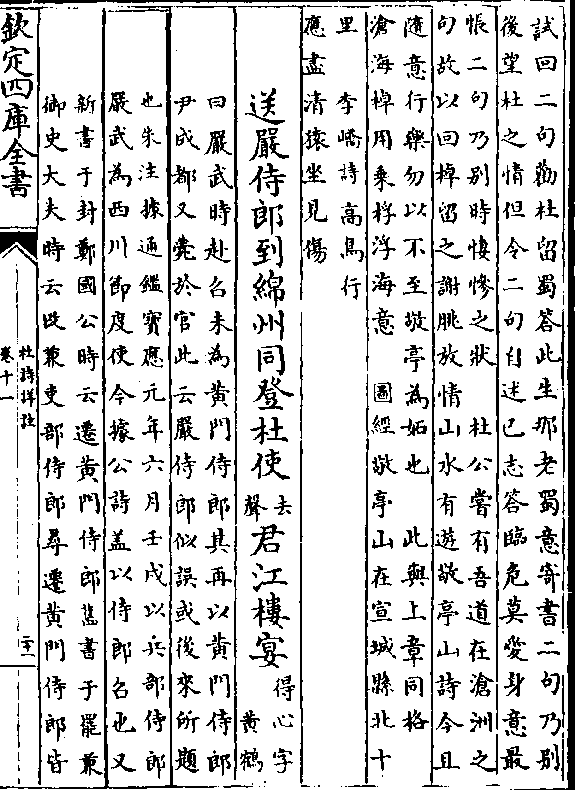 試回二句勸杜留蜀答此生那老蜀意寄書二句乃别
後望杜之情但令二句自述己志答臨危莫愛身意最
悵二句乃别時悽慘之狀 杜公嘗有吾道在滄洲之
句故以回棹留之謝朓放情山水有遊敬亭山詩今且
隨意行樂勿以不至敬亭為妬也 此與上章同格
滄海棹用乘桴浮海意 圖經敬亭山在宣城縣北十
里 李嶠詩高鳥行
應盡清猿坐見傷
送嚴侍郎到綿州同登杜使去聲君江樓宴得心字 黄鶴
曰嚴武時赴召未為黄門侍郎其再以黄門侍郎
尹成都又薨於官此云嚴侍郎似誤或後來所題
也朱注據通鑑寶應元年六月壬戌以兵部侍郎
嚴武為西川節度使今據公詩盖以侍郎召也又
新書于封鄭國公時云遷黄門侍郎舊書于罷兼
御史大夫時云改兼吏部侍郎尋遷黄門侍郎皆
欽定四庫全書
杜詩詳註
卷十一
二十一